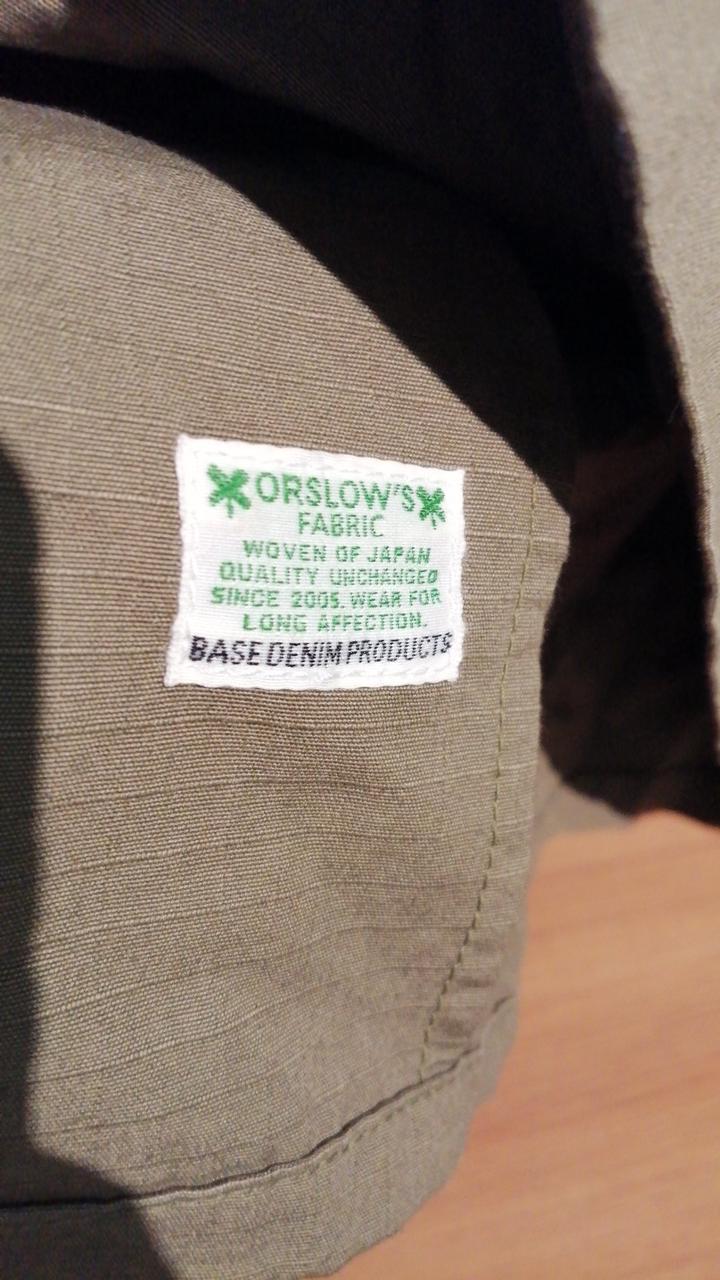 ORSLOW'S
FABRIC
WOVEN OF JAPAN
QUALITY UNCHANGED
SINCE 2005. WEAR FOR
LONG AFFECTION.
BASE DENIM PRODUCTS